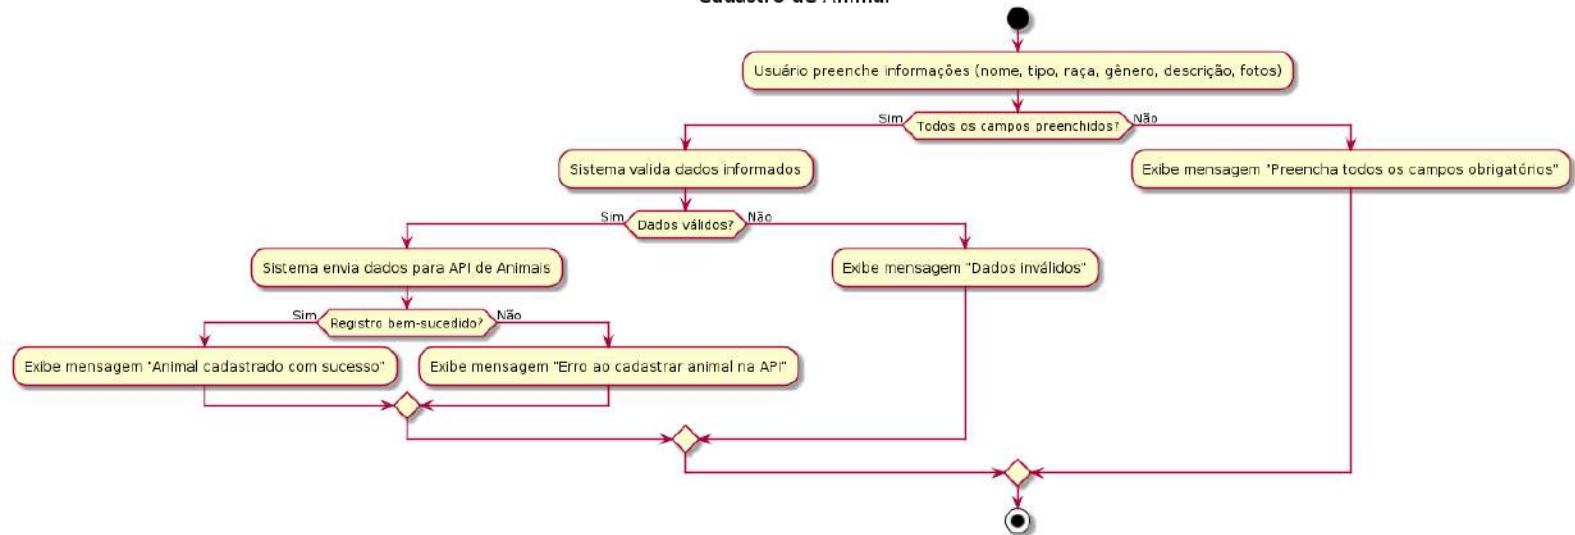 Cadastro de Animal
Usuário preenche informações (nome, tipo, raça, gênero, descrição, fotos)
Sim
Todos os campos preenchidos?
Não
Sistema valida dados informados
Exibe mensagem "Preencha todos os campos obrigatórios"
Sim
Dados válidos?
Não
Sistema envia dados para API de Animais
Exibe mensagem "Dados inválidos"
Sim
Registro bem-sucedido?
Não
Exibe mensagem "Animal cadastrado com sucesso"
Exibe mensagem "Erro ao cadastrar animal na API"